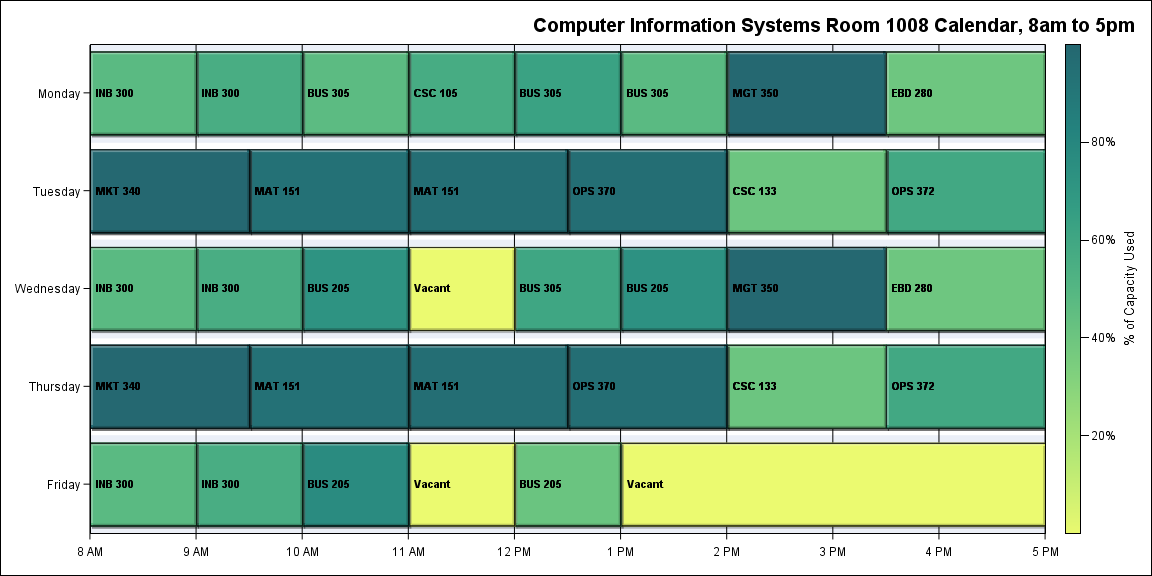 Computer Information Systems Room 1008 Calendar, 8am to 5pm
Monday
INB 300
INB 300
BUS 305
CSC 105
BUS 305
BUS 305
MGT 350
EBD 280
Tuesday
MKT 340
MAT 151
MAT 151
OPS 370
CSC 133
OPS 372
Wednesday
INB 300
INB 300
BUS 205
Vacant
BUS 305
BUS 205
MGT 350
EBD 280
Thursday
MKT 340
MAT 151
MAT 151
OPS 370
CSC 133
OPS 372
Friday
INB 300
INB 300
BUS 205
Vacant
BUS 205
Vacant
8 AM
9 AM
10 AM
11 AM
12 PM
1 PM
2 PM
3 PM
4 PM
5 PM
80%
60%
40%
20%
% of Capacity Used